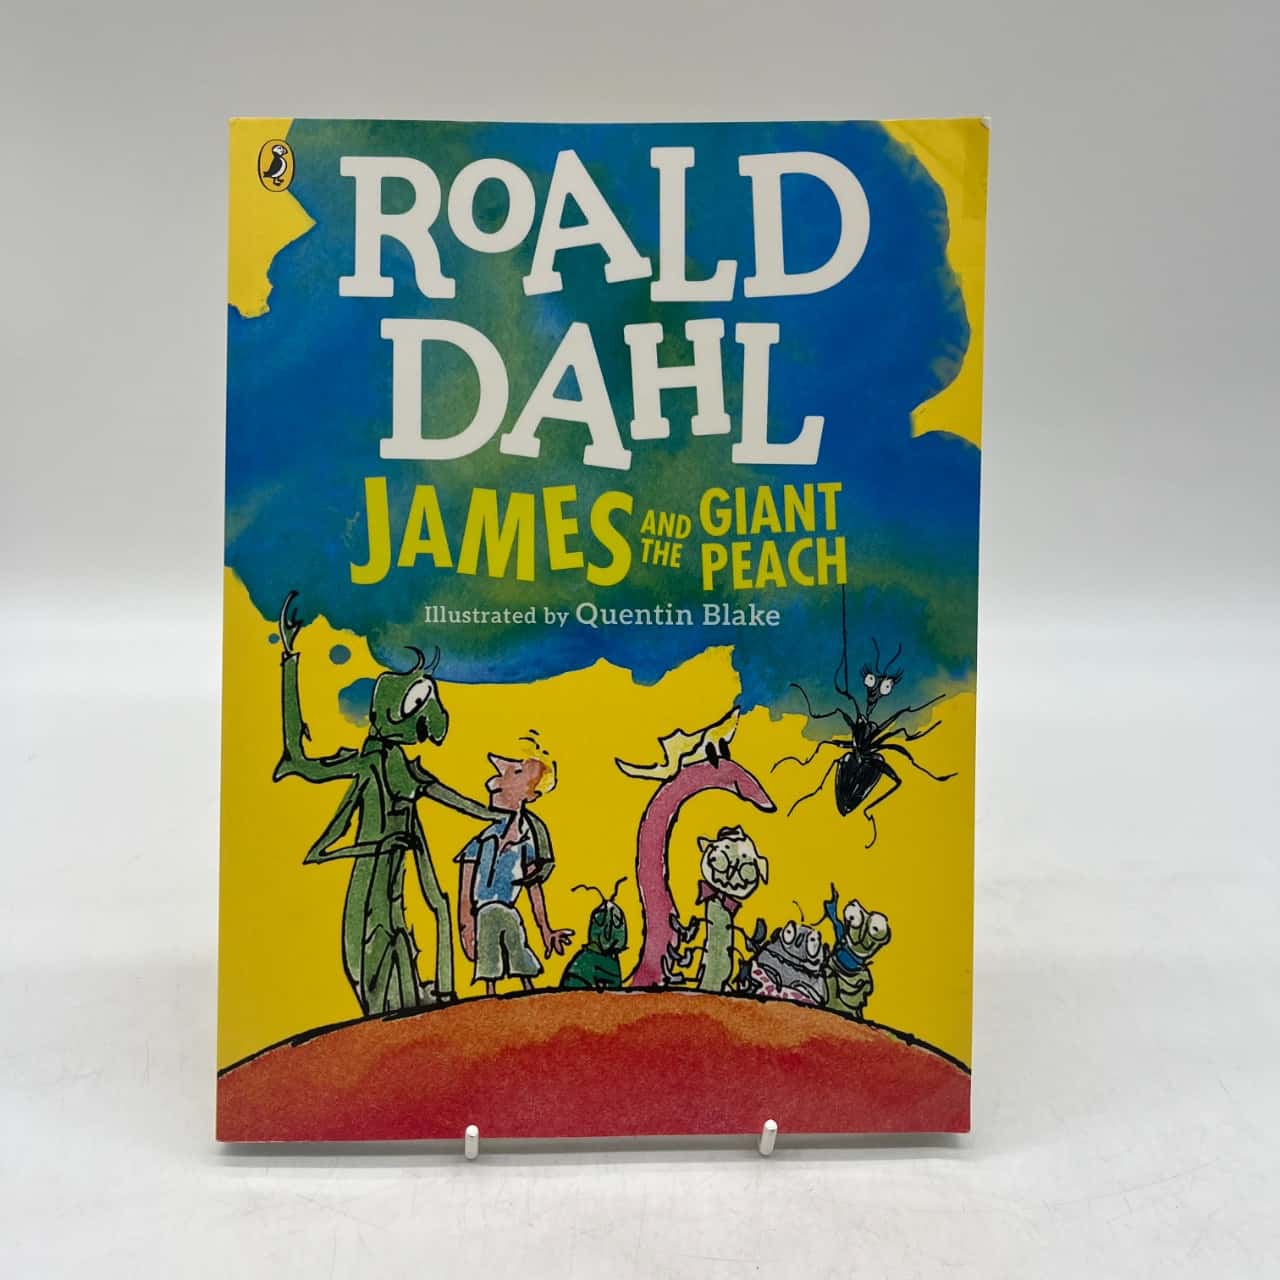 ROALD
DAHL
JAMES AND THE GIANT PEACH
Illustrated by Quentin Blake